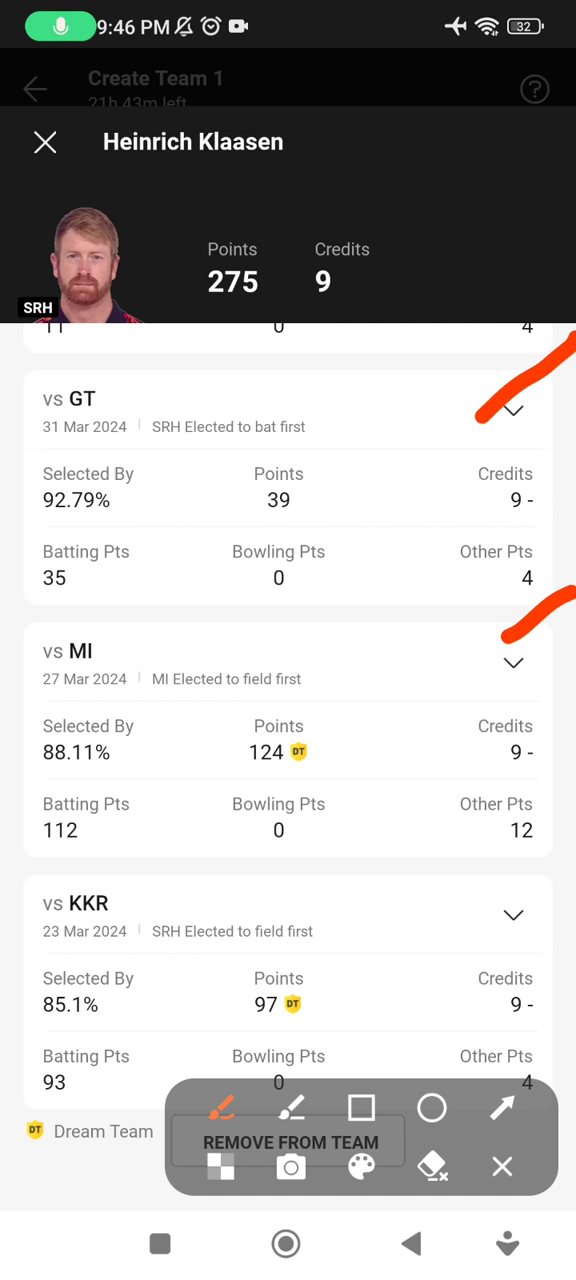 9:46 PM
32
Create Team 1
21h 43m left
Heinrich Klaasen
Points Credits
275 9
SRH
11 0 4
vs GT
31 Mar 2024 SRH Elected to bat first
Selected By Points Credits
92.79% 39 9 -
Batting Pts Bowling Pts Other Pts
35 0 4
vs MI
27 Mar 2024 MI Elected to field first
Selected By Points Credits
88.11% 124 DT 9 -
Batting Pts Bowling Pts Other Pts
112 0 12
vs KKR
23 Mar 2024 SRH Elected to field first
Selected By Points Credits
85.1% 97 DT 9 -
Batting Pts Bowling Pts Other Pts
93 0 4
DT Dream Team
REMOVE FROM TEAM